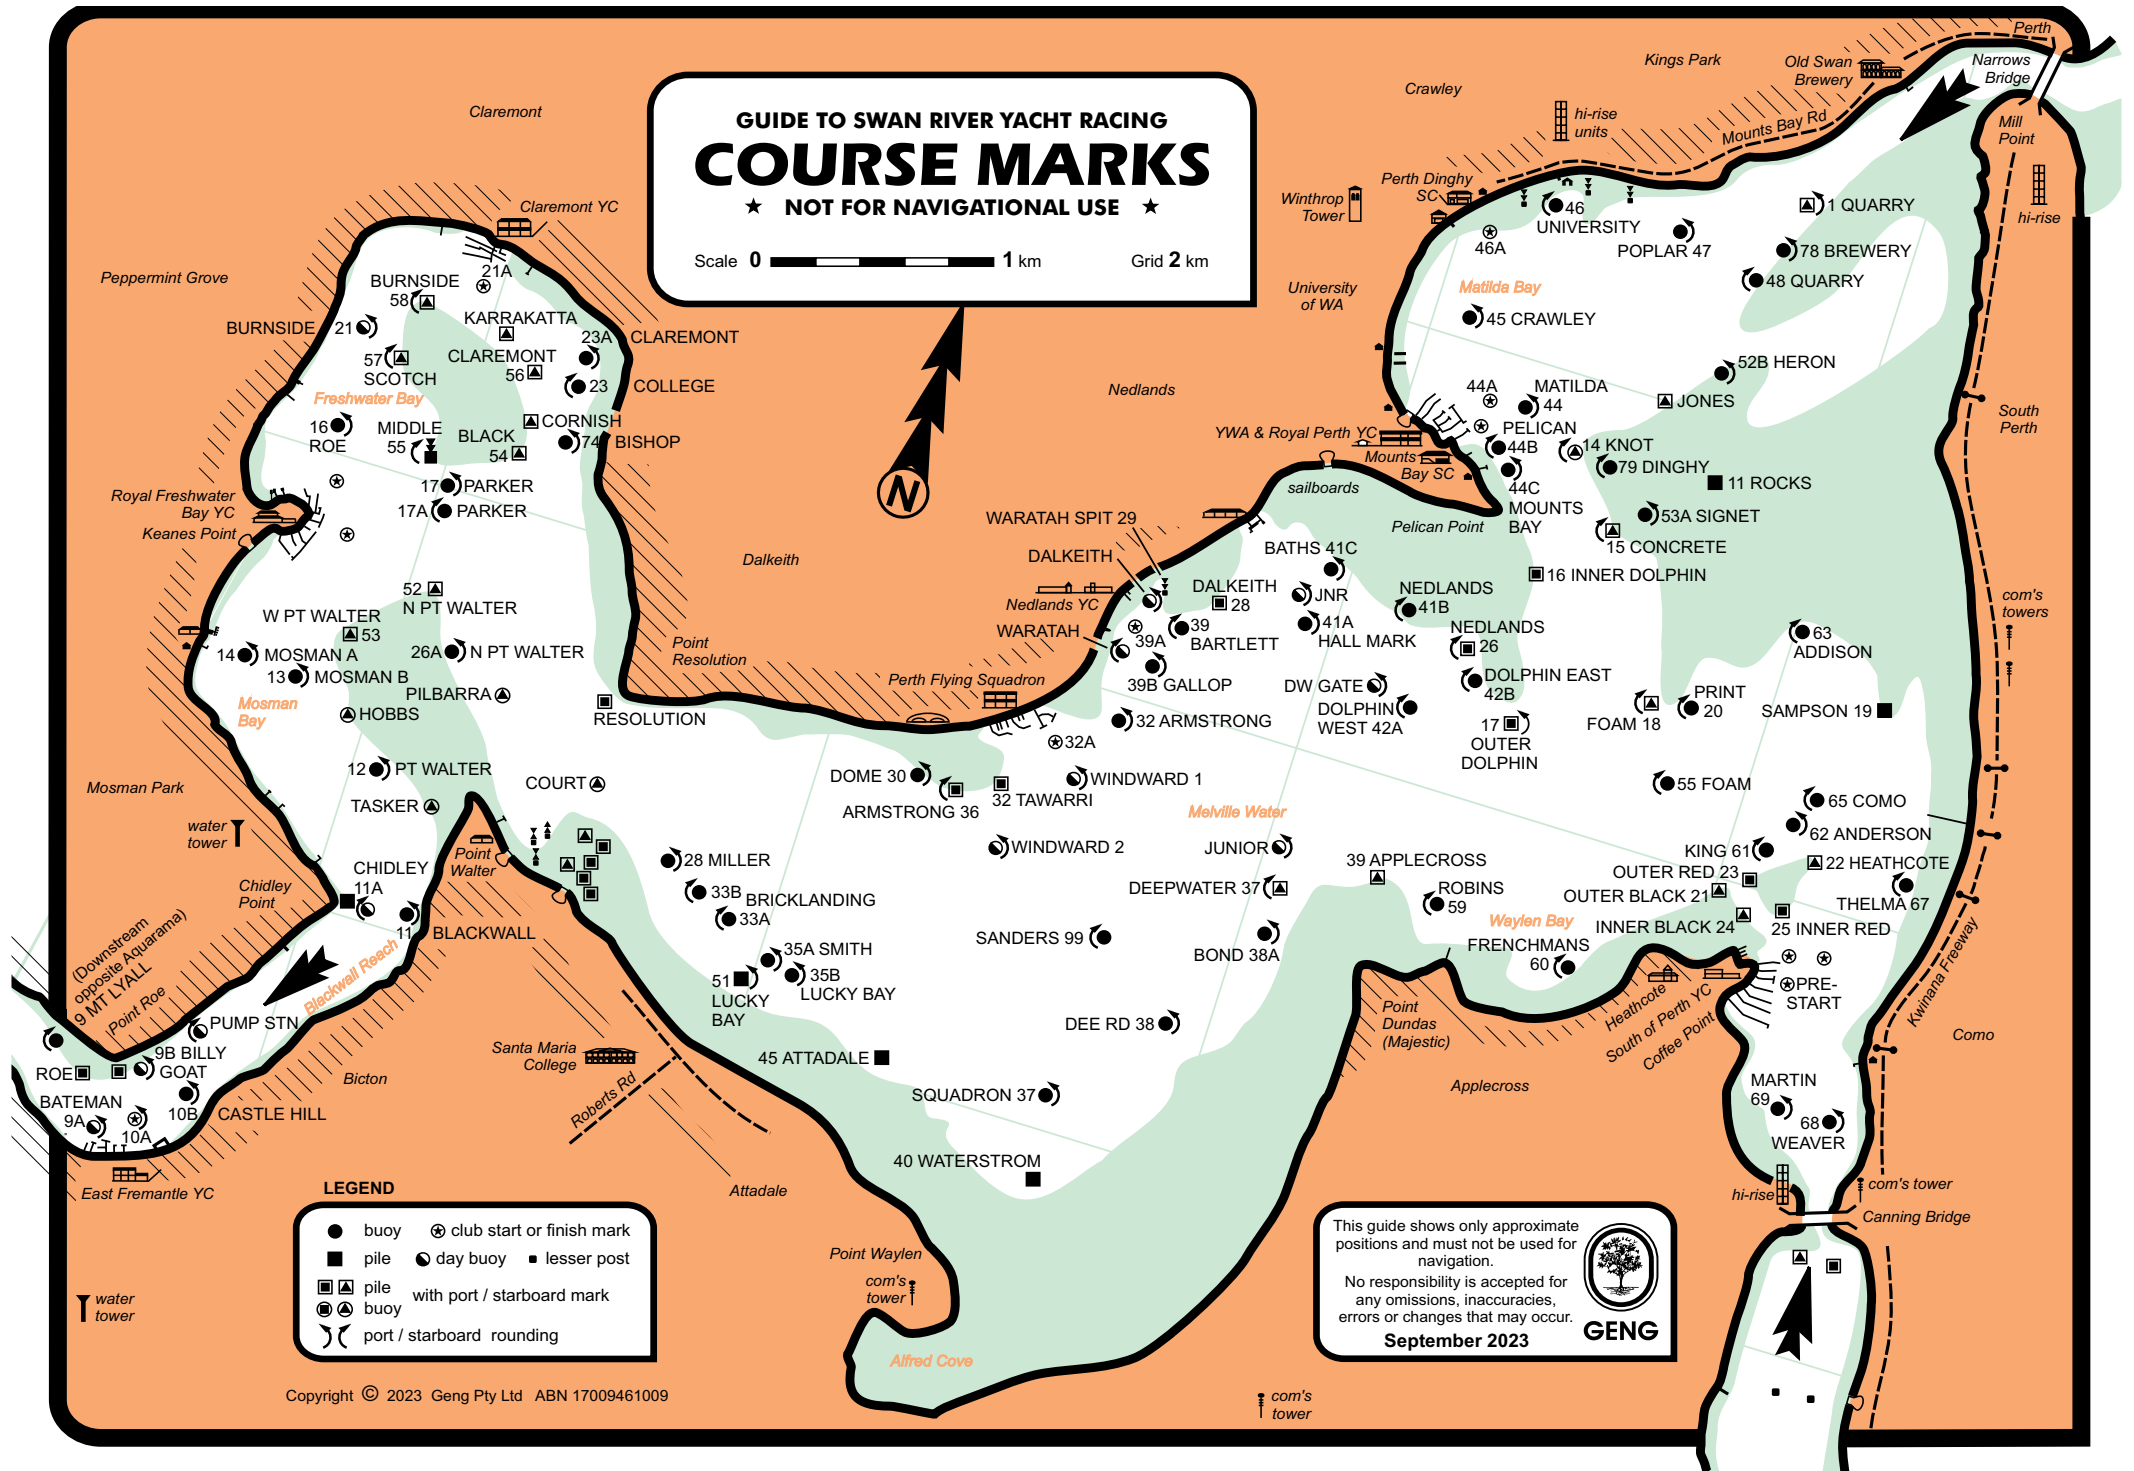 GUIDE TO SWAN RIVER YACHT RACING
COURSE MARKS
★ NOT FOR NAVIGATIONAL USE ★
Scale 0 1 km Grid 2 km
Perth
Narrows
Bridge
Old Swan
Brewery
Kings Park
Crawley
hi-rise
units
Mounts Bay Rd
Mill
Point
hi-rise
Claremont
Claremont YC
Peppermint Grove
Winthrop
Tower
Perth Dinghy
SC
46
UNIVERSITY
46A
POPLAR 47
1 QUARRY
78 BREWERY
48 QUARRY
University
of WA
Matilda Bay
45 CRAWLEY
21A
BURNSIDE
58
BURNSIDE 21
KARRAKATTA
23A CLAREMONT
57
SCOTCH
CLAREMONT
56
23 COLLEGE
Freshwater Bay
16
ROE
MIDDLE
55
BLACK
54
CORNISH
74 BISHOP
17 PARKER
17A PARKER
Royal Freshwater
Bay YC
Keanes Point
Nedlands
Dalkeith
N
52B HERON
44A
MATILDA
44
JONES
PELICAN
44B
14 KNOT
79 DINGHY
44C
MOUNTS
BAY
11 ROCKS
53A SIGNET
15 CONCRETE
16 INNER DOLPHIN
YWA & Royal Perth YC
Mounts
Bay SC
sailboards
Pelican Point
South
Perth
com's
towers
WARATAH SPIT 29
DALKEITH
Nedlands YC
WARATAH
BATHS 41C
DALKEITH
28
JNR
39
BARTLETT
39A
39B GALLOP
41A
HALL MARK
NEDLANDS
41B
NEDLANDS
26
DOLPHIN EAST
42B
DW GATE
DOLPHIN
WEST 42A
17
OUTER
DOLPHIN
63
ADDISON
PRINT
20
FOAM 18
SAMPSON 19
52
N PT WALTER
W PT WALTER
53
14 MOSMAN A
13 MOSMAN B
26A N PT WALTER
PILBARRA
HOBBS
Mosman
Bay
RESOLUTION
Point
Resolution
Perth Flying Squadron
32 ARMSTRONG
32A
12 PT WALTER
TASKER
COURT
DOME 30
ARMSTRONG 36
32 TAWARRI
WINDWARD 1
Melville Water
55 FOAM
65 COMO
62 ANDERSON
Mosman Park
water
tower
Point
Walter
28 MILLER
33B
BRICKLANDING
33A
WINDWARD 2
JUNIOR
DEEPWATER 37
39 APPLECROSS
ROBINS
59
KING 61
OUTER RED 23
22 HEATHCOTE
OUTER BLACK 21
THELMA 67
INNER BLACK 24
25 INNER RED
Waylen Bay
FRENCHMANS
60
CHIDLEY
11A
Chidley
Point
11
BLACKWALL
Blackwall Reach
(Downstream
opposite Aquarama)
9 MT LYALL
Point Roe
SANDERS 99
BOND 38A
35A SMITH
35B
LUCKY BAY
51
LUCKY
BAY
PRE-
START
Heathcote
South of Perth YC
Coffee Point
Kwinana Freeway
Point
Dundas
(Majestic)
DEE RD 38
PUMP STN
9B BILLY
GOAT
ROE
BATEMAN
9A
10A
10B
CASTLE HILL
East Fremantle YC
Bicton
Santa Maria
College
Roberts Rd
45 ATTADALE
SQUADRON 37
Como
Applecross
MARTIN
69
68
WEAVER
40 WATERSTROM
Attadale
hi-rise
com's tower
Canning Bridge
Point Waylen
com's
tower
Alfred Cove
water
tower
LEGEND
buoy club start or finish mark
pile day buoy lesser post
pile
with port / starboard mark
buoy
port / starboard rounding
This guide shows only approximate
positions and must not be used for
navigation.
No responsibility is accepted for
any omissions, inaccuracies,
errors or changes that may occur.
September 2023
GENG
com's
tower
Copyright © 2023 Geng Pty Ltd ABN 17009461009